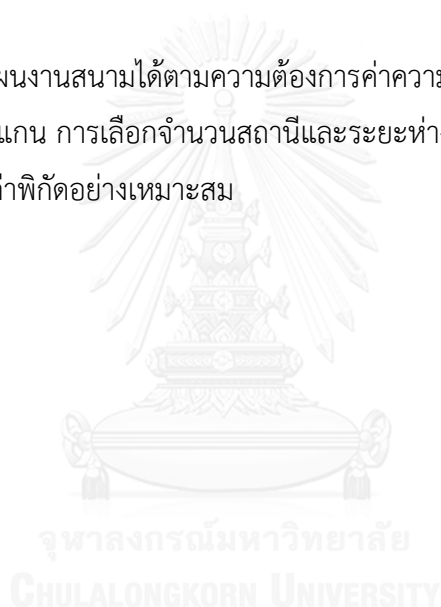 ผนงานสนามได้ตามความต้องการค่าความ
แกน การเลือกจำนวนสถานีและระยะห่า
ค่าพิกัดอย่างเหมาะสม
จุฬาลงกรณ์มหาวิทยาลัย
CHULALONGKORN UNIVERSITY